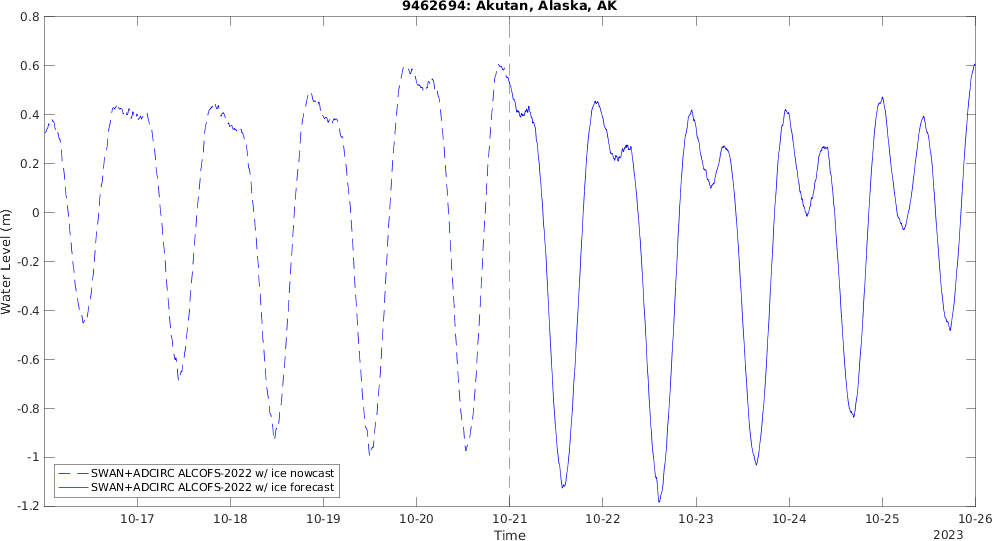 9462694: Akutan, Alaska, AK
Water Level (m)
0.8
0.6
0.4
0.2
0
-0.2
-0.4
-0.6
-0.8
-1
-1.2
SWAN+ADCIRC ALCOFS-2022 w/ ice nowcast
SWAN+ADCIRC ALCOFS-2022 w/ ice forecast
10-17 10-18 10-19 10-20 10-21 10-22 10-23 10-24 10-25 10-26
Time
2023